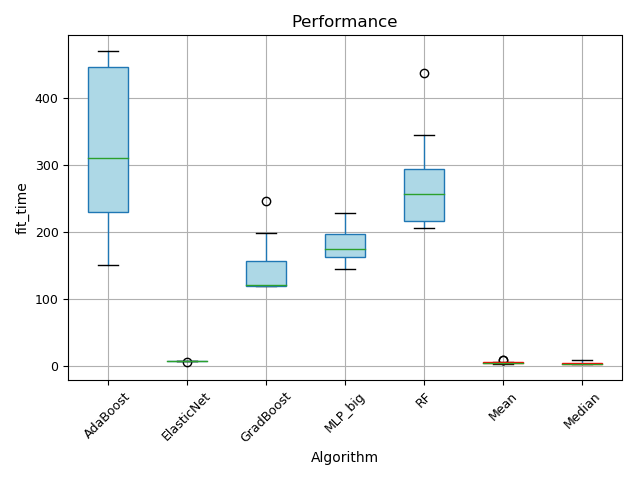 Performance
fit_time
400
300
200
100
0
AdaBoost
ElasticNet
GradBoost
MLP_big
RF
Mean
Median
Algorithm